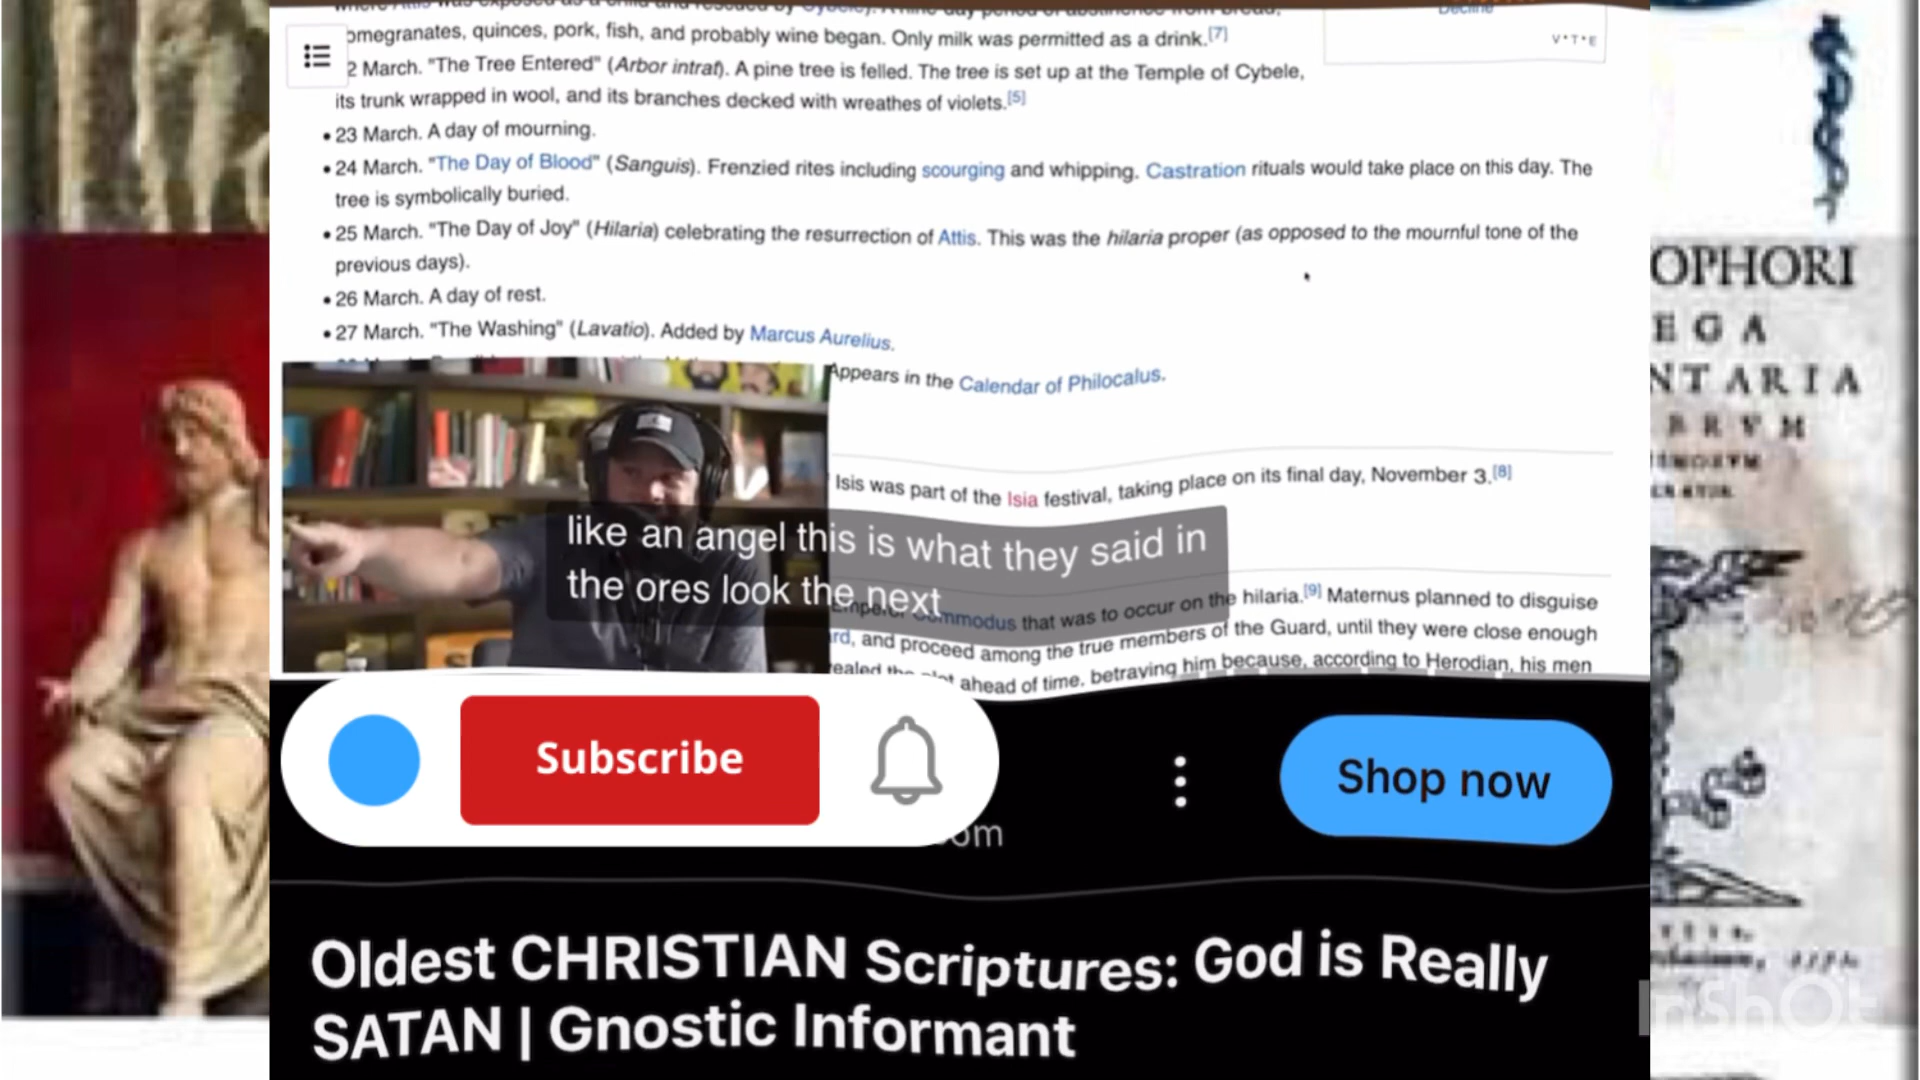 Decline
omegranates, quinces, pork, fish, and probably wine began. Only milk was permitted as a drink.[7]
V•T•E
2 March. "The Tree Entered" (Arbor intrat). A pine tree is felled. The tree is set up at the Temple of Cybele,
its trunk wrapped in wool, and its branches decked with wreathes of violets.[5]
• 23 March. A day of mourning.
• 24 March. "The Day of Blood" (Sanguis). Frenzied rites including scourging and whipping. Castration rituals would take place on this day. The
tree is symbolically buried.
• 25 March. "The Day of Joy" (Hilaria) celebrating the resurrection of Attis. This was the hilaria proper (as opposed to the mournful tone of the
previous days).
• 26 March. A day of rest.
• 27 March. "The Washing" (Lavatio). Added by Marcus Aurelius.
Appears in the Calendar of Philocalus.
Isis was part of the Isia festival, taking place on its final day, November 3.[8]
like an angel this is what they said in
the ores look the next
Emperor Commodus that was to occur on the hilaria.[9] Maternus planned to disguise
rd, and proceed among the true members of the Guard, until they were close enough
ahead of time, betraying him because, according to Herodian, his men
Subscribe
Shop now
om
Oldest CHRISTIAN Scriptures: God is Really
SATAN | Gnostic Informant
OPHORI
EGA
NTARIA
InShOt